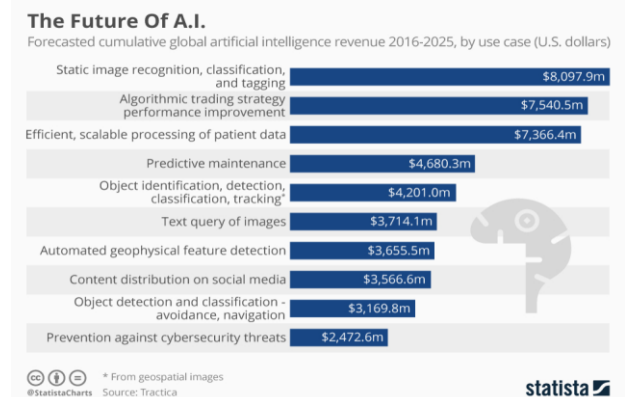 The Future Of A.I.
Forecasted cumulative global artificial intelligence revenue 2016-2025, by use case (U.S. dollars)
Static image recognition, classification,
and tagging
$8,097.9m
Algorithmic trading strategy
performance improvement
$7,540.5m
Efficient, scalable processing of patient data
$7,366.4m
Predictive maintenance
$4,680.3m
Object identification, detection,
classification, tracking*
$4,201.0m
Text query of images
$3,714.1m
Automated geophysical feature detection
$3,655.5m
Content distribution on social media
$3,566.6m
Object detection and classification -
avoidance, navigation
$3,169.8m
Prevention against cybersecurity threats
$2,472.6m
cc
@StatistaCharts
* From geospatial images
Source: Tractica
statista